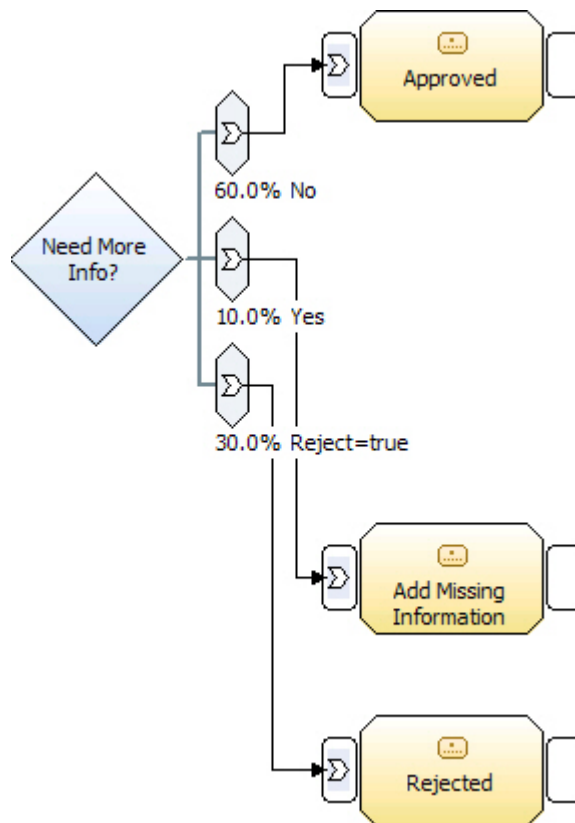 Approved
60.0% No
Need More
Info?
10.0% Yes
30.0% Reject=true
Add Missing
Information
Rejected